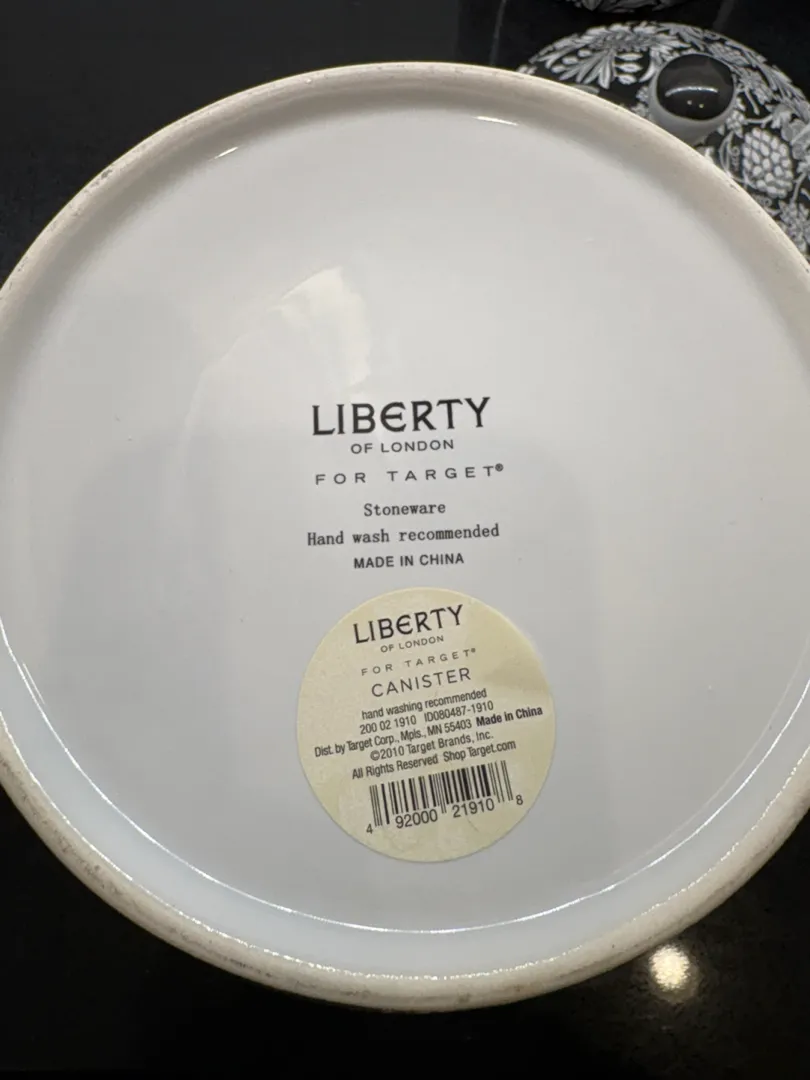 LIBERTY
OF LONDON
FOR TARGET®
Stoneware
Hand wash recommended
MADE IN CHINA
LIBERTY
OF LONDON
FOR TARGET®
CANISTER
hand washing recommended
200 02 1910 ID080487-1910
Dist. by Target Corp., Mpls., MN 55403 Made in China
©2010 Target Brands, Inc.
All Rights Reserved Shop Target.com
4 92000 21910 8